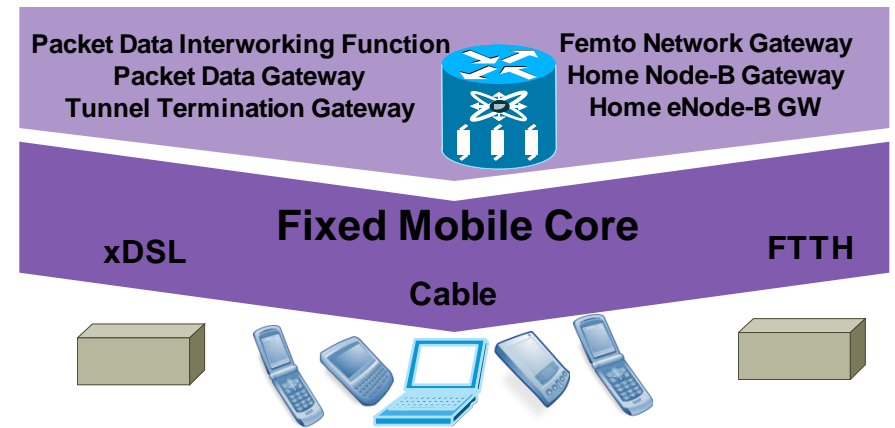 Packet Data Interworking Function
Packet Data Gateway
Tunnel Termination Gateway
Femto Network Gateway
Home Node-B Gateway
Home eNode-B GW
Fixed Mobile Core
xDSL
FTTH
Cable